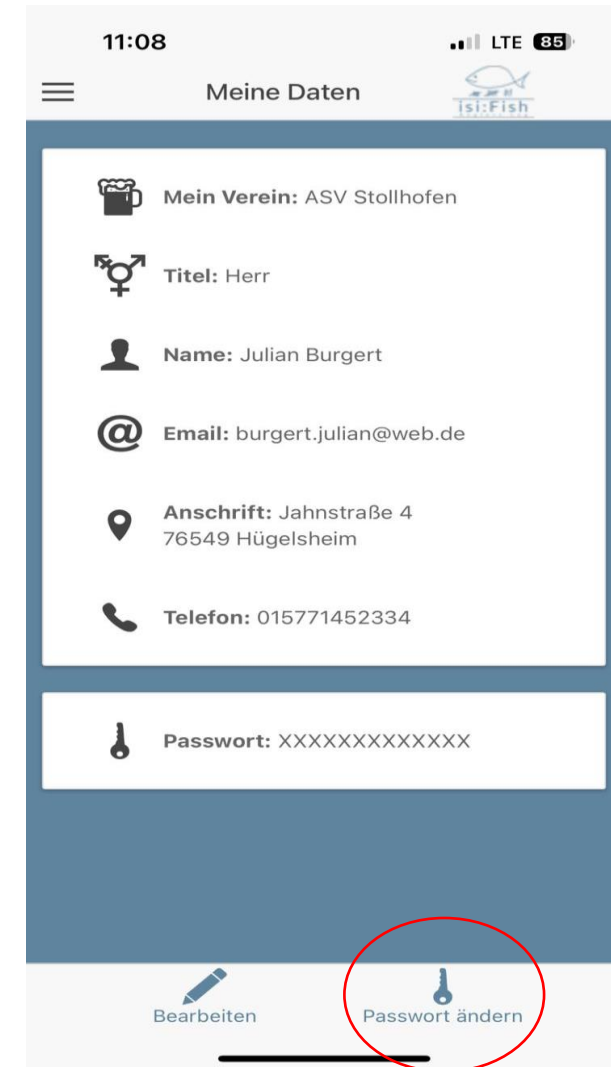 11:08 LTE 85
Meine Daten
isi:Fish
Mein Verein: ASV Stollhofen
Titel: Herr
Name: Julian Burgert
@ Email: burgert.julian@web.de
Anschrift: Jahnstraße 4
76549 Hügelsheim
Telefon: 015771452334
Passwort: XXXXXXXXXXXXX
Bearbeiten
Passwort ändern